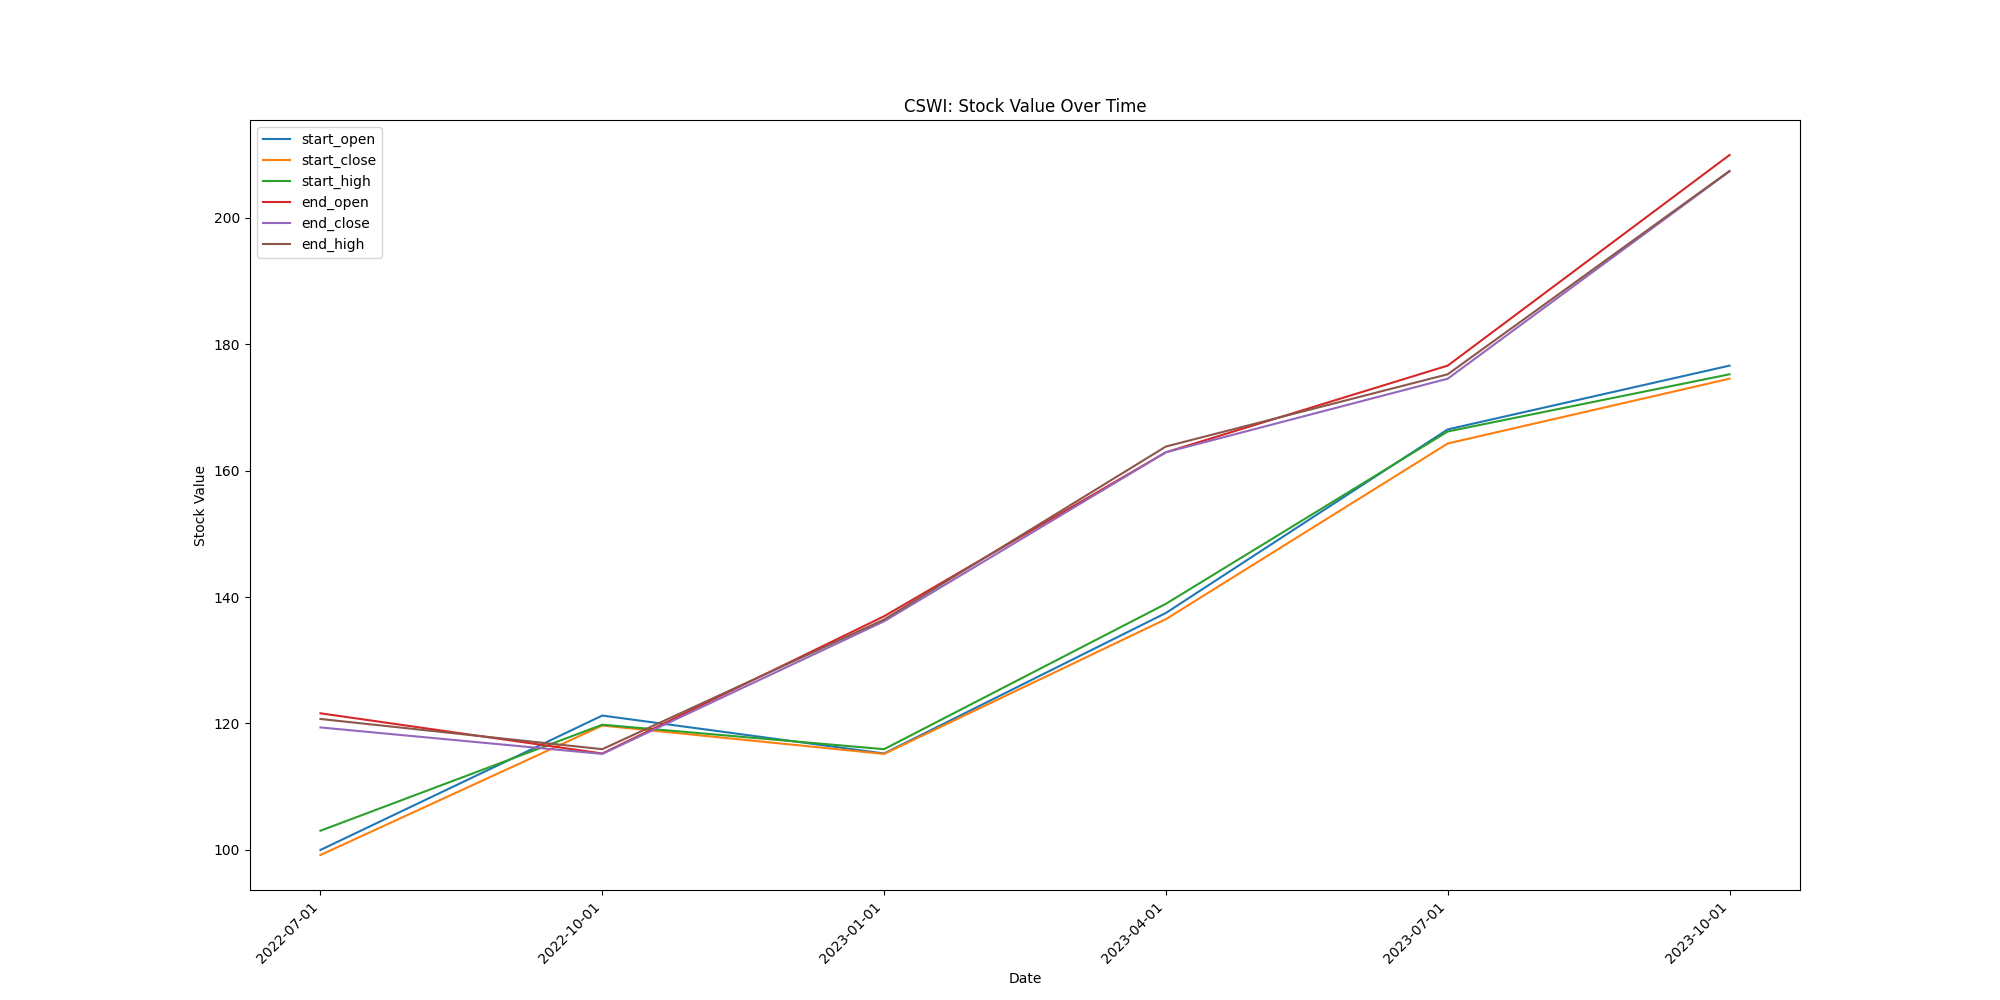 CSWI: Stock Value Over Time
start_open
start_close
start_high
end_open
end_close
end_high
200
180
160
140
120
100
Stock Value
2022-07-01
2022-10-01
2023-01-01
2023-04-01
2023-07-01
2023-10-01
Date